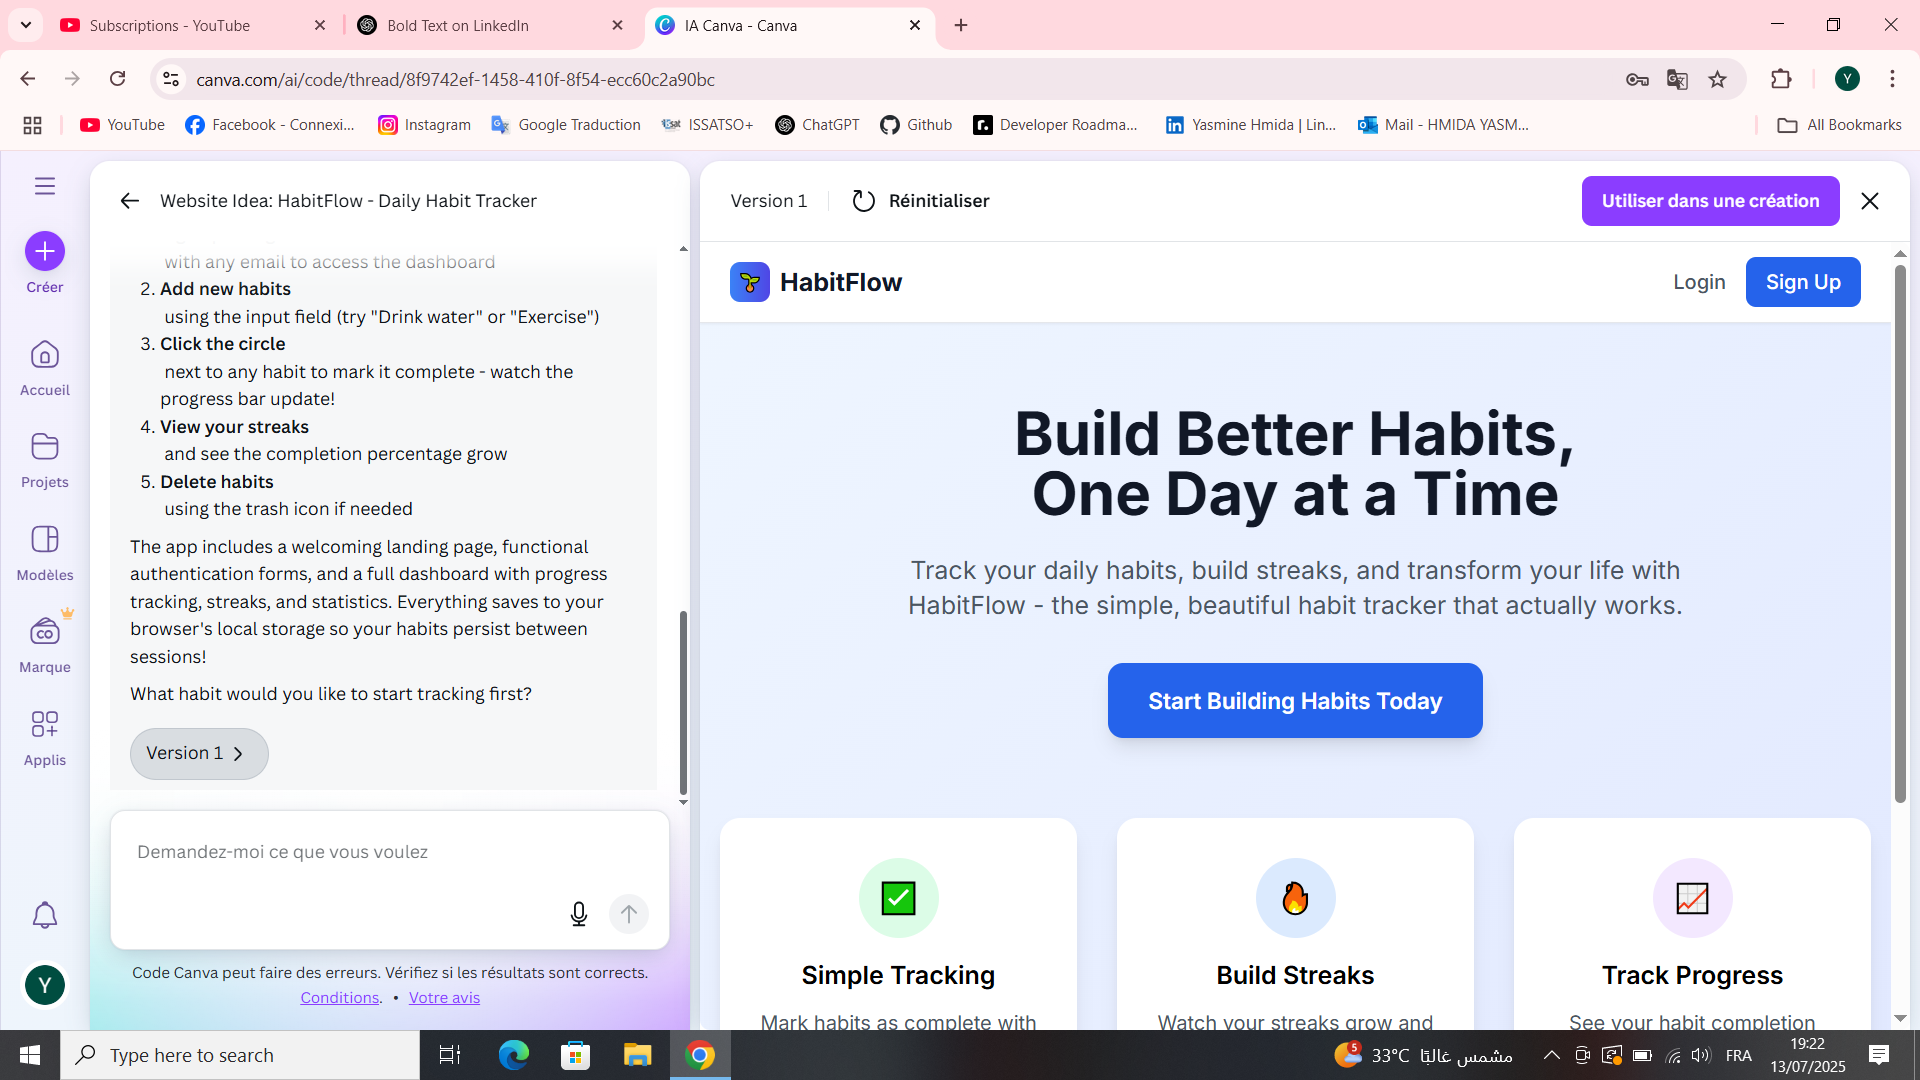 Subscriptions - YouTube
Bold Text on LinkedIn
IA Canva - Canva
canva.com/ai/code/thread/8f9742ef-1458-410f-8f54-ecc60c2a90bc
Y
YouTube
Facebook - Connexi...
Instagram
Google Traduction
ISSATSO+
ChatGPT
Github
Developer Roadma...
Yasmine Hmida | Lin...
Mail - HMIDA YASM...
All Bookmarks
Créer
Accueil
Projets
Modèles
Marque
Applis
Y
Website Idea: HabitFlow - Daily Habit Tracker
with any email to access the dashboard
2. Add new habits
using the input field (try "Drink water" or "Exercise")
3. Click the circle
next to any habit to mark it complete - watch the
progress bar update!
4. View your streaks
and see the completion percentage grow
5. Delete habits
using the trash icon if needed
The app includes a welcoming landing page, functional
authentication forms, and a full dashboard with progress
tracking, streaks, and statistics. Everything saves to your
browser's local storage so your habits persist between
sessions!
What habit would you like to start tracking first?
Version 1
Demandez-moi ce que vous voulez
Code Canva peut faire des erreurs. Vérifiez si les résultats sont corrects.
Conditions. • Votre avis
Version 1
Réinitialiser
Utiliser dans une création
HabitFlow
Login
Sign Up
Build Better Habits,
One Day at a Time
Track your daily habits, build streaks, and transform your life with
HabitFlow - the simple, beautiful habit tracker that actually works.
Start Building Habits Today
Simple Tracking
Mark habits as complete with
Build Streaks
Watch your streaks grow and
Track Progress
See your habit completion
Type here to search
5
33°C مشمس غالبًا
FRA
19:22
13/07/2025